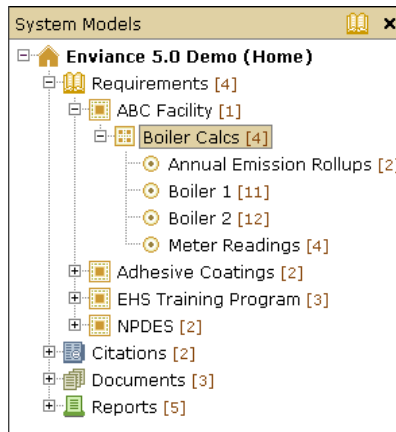 System Models
Enviance 5.0 Demo (Home)
Requirements [4]
ABC Facility [1]
Boiler Calcs [4]
Annual Emission Rollups [2]
Boiler 1 [11]
Boiler 2 [12]
Meter Readings [4]
Adhesive Coatings [2]
EHS Training Program [3]
NPDES [2]
Citations [2]
Documents [3]
Reports [5]